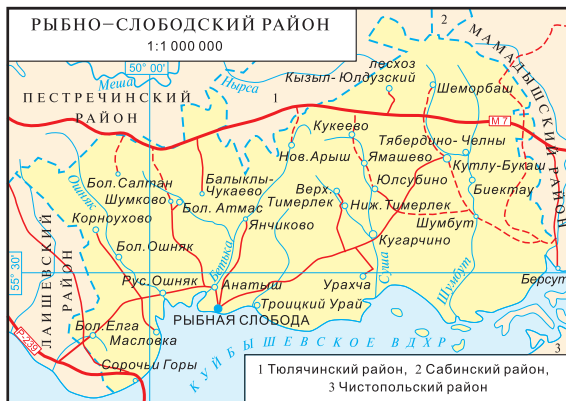 РЫБНО-СЛОБОДСКИЙ РАЙОН
1:1 000 000
2
50° 00'
Меша
Нырса
лесхоз
Кызыл-Юлдузский
Шеморбаш
МАМАДЫШСКИЙ РАЙОН
ПЕСТРЕЧИНСКИЙ
РАЙОН
1
М 7
Кукеево
Тябердино-Челны
Нов.Арыш
Ямашево
Кутлу-Букаш
Балыклы-
Чукаево
Бол.Салтан
Ошняк
Юлсубино
Биектау
Шумково
Верх.
Тимерлек
Бол. Атмас
Ниж.Тимерлек
Корноухово
Янчиково
Шумбут
Кугарчино
Бол.Ошняк
ЛАИШЕВСКИЙ
РАЙОН
Бетька
Суша
55° 30'
Рус.Ошняк
Анатыш
Урахча
Шумбут
Берсут
Троицкий Урай
РЫБНАЯ СЛОБОДА
Р-239
Бол.Елга
Масловка
КУЙБЫШЕВСКОЕ ВДХР.
3
Сорочьи Горы
1 Тюлячинский район, 2 Сабинский район,
3 Чистопольский район